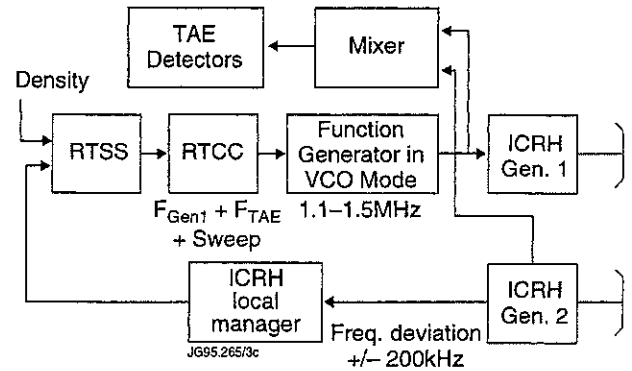 TAE
Detectors
Mixer
Density
RTSS
RTCC
Function
Generator in
VCO Mode
ICRH
Gen. 1
F_Gen1 + F_TAE
+ Sweep
1.1–1.5MHz
ICRH
local
manager
ICRH
Gen. 2
Freq. deviation
+/– 200kHz
JG95.265/3c